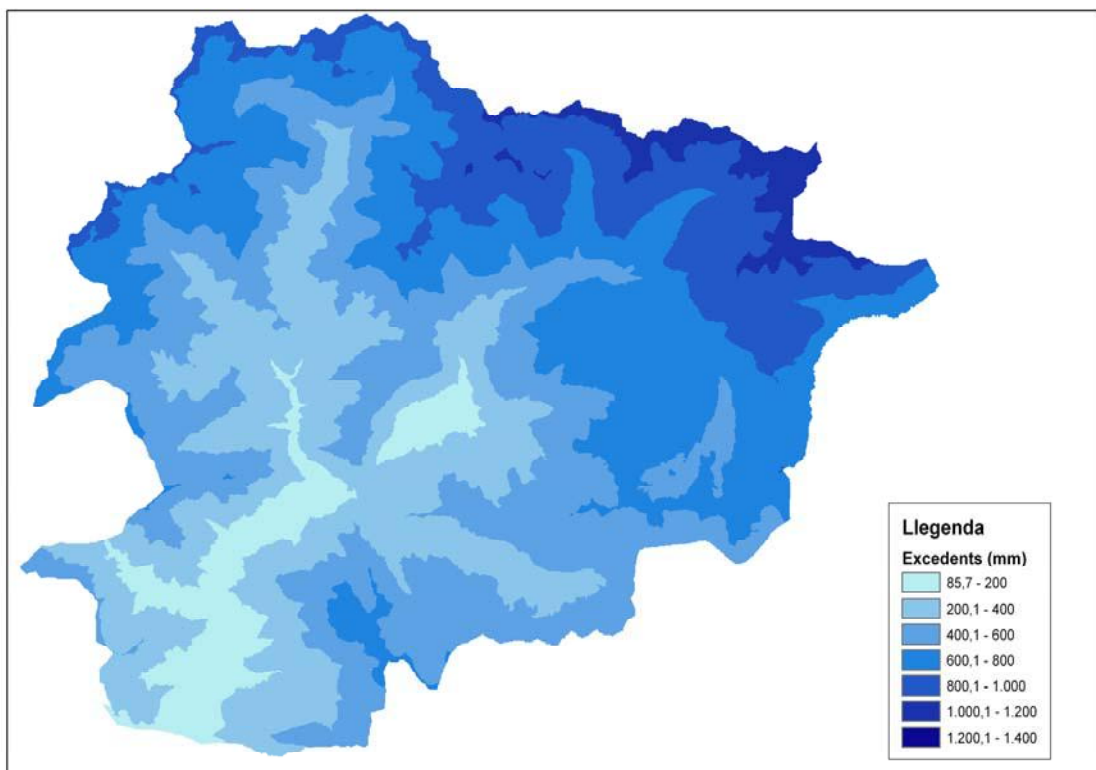 Llegenda
Excedents (mm)
85,7 - 200
200,1 - 400
400,1 - 600
600,1 - 800
800,1 - 1.000
1.000,1 - 1.200
1.200,1 - 1.400